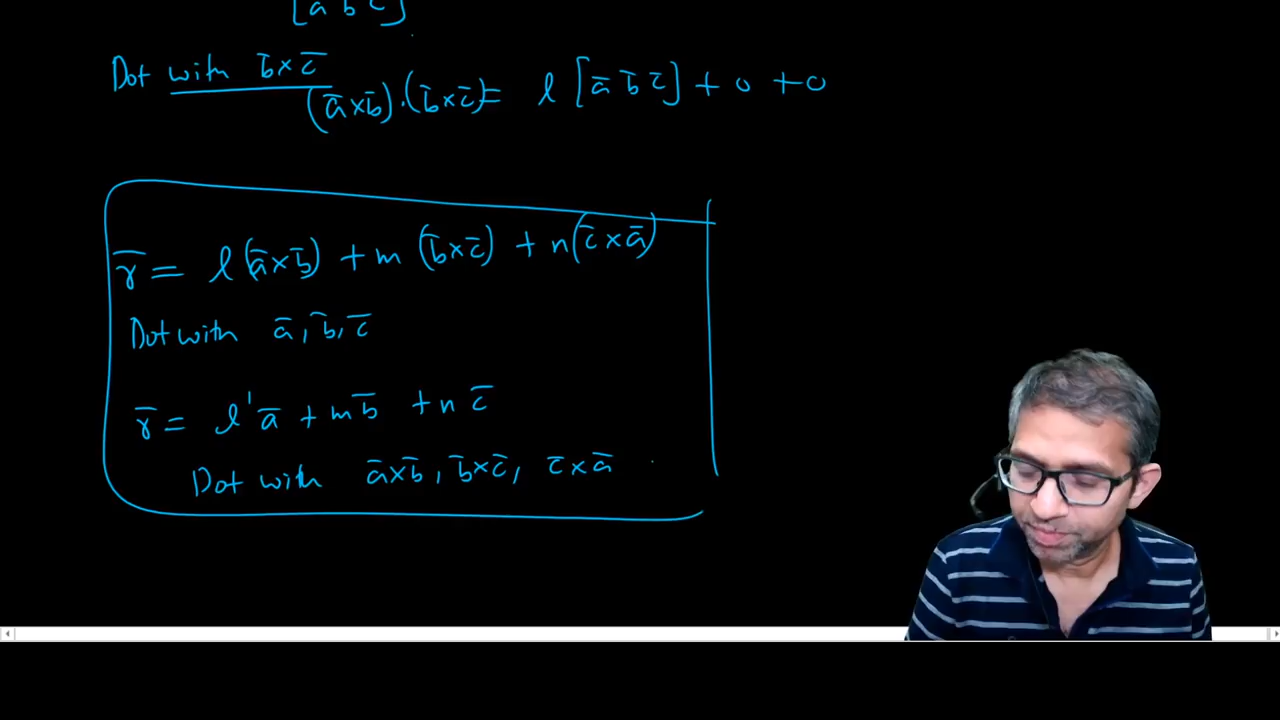 [a̅ b̅ c̅]
Dot with b̅×c̅
(a̅×b̅)·(b̅×c̅)= l [a̅ b̅ c̅] + 0 + 0
r̅ = l(a̅×b̅) + m (b̅×c̅) + n(c̅×a̅)
Dot with a̅, b̅, c̅
r̅ = l' a̅ + m b̅ + n c̅
Dot with a̅×b̅, b̅×c̅, c̅×a̅